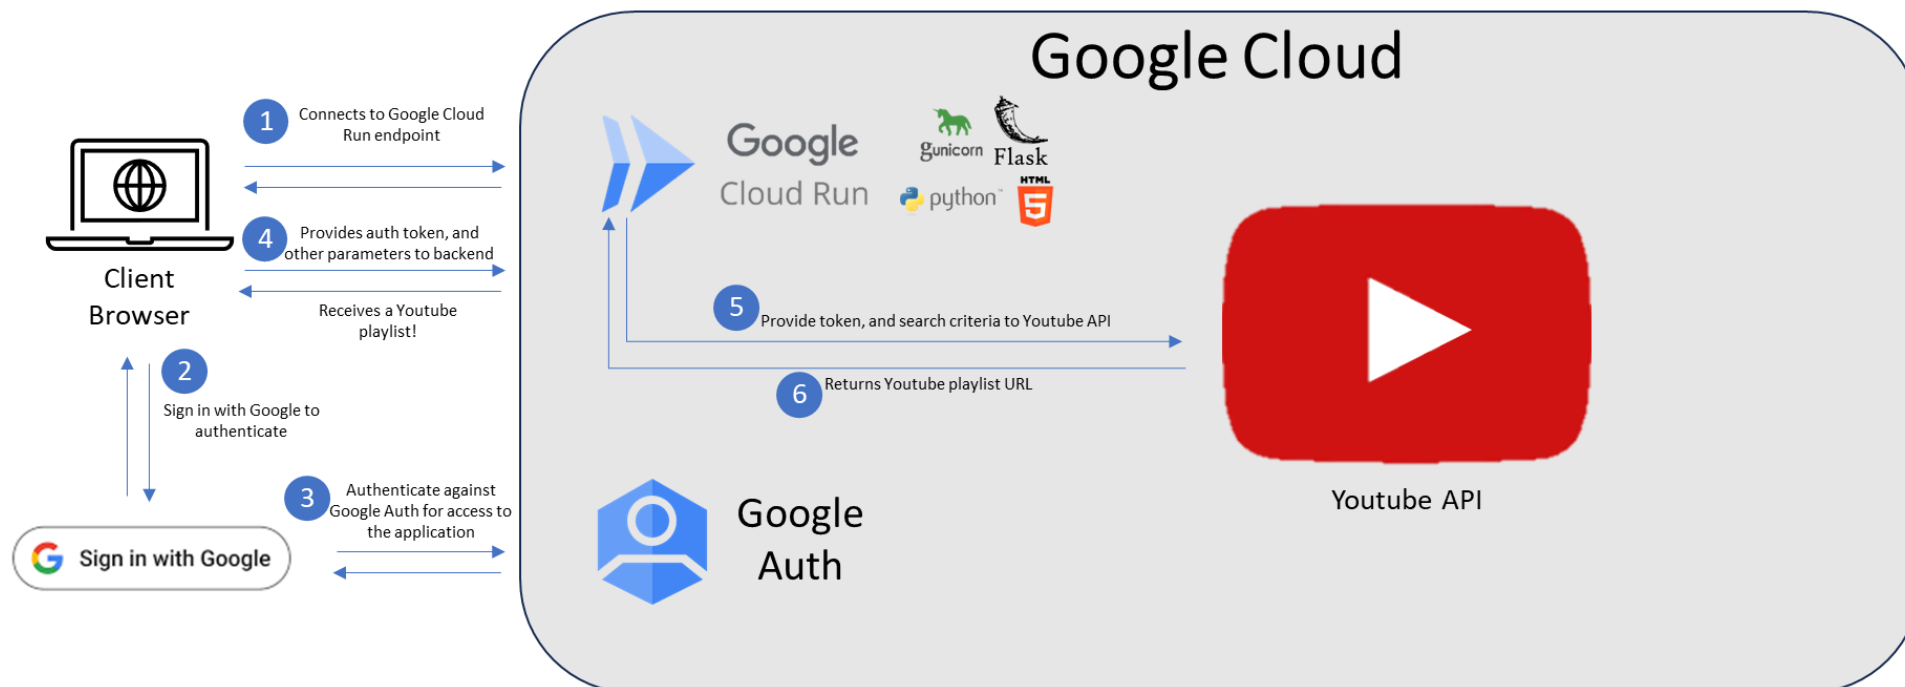 Google Cloud
1
Connects to Google Cloud
Run endpoint
Google
Cloud Run
gunicorn
Flask
python™
HTML
5
4
Provides auth token, and
other parameters to backend
Client
Browser
Receives a Youtube
playlist!
5
Provide token, and search criteria to Youtube API
6
Returns Youtube playlist URL
2
Sign in with Google to
authenticate
3
Authenticate against
Google Auth for access to
the application
G Sign in with Google
Google
Auth
Youtube API